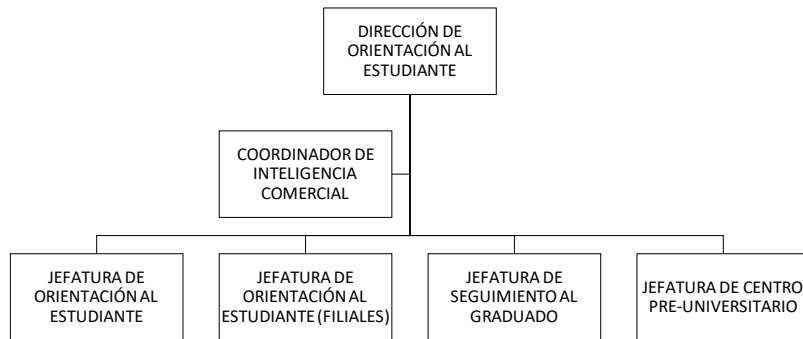 DIRECCIÓN DE
ORIENTACIÓN AL
ESTUDIANTE
COORDINADOR DE
INTELIGENCIA
COMERCIAL
JEFATURA DE
ORIENTACIÓN AL
ESTUDIANTE
JEFATURA DE
ORIENTACIÓN AL
ESTUDIANTE (FILIALES)
JEFATURA DE
SEGUIMIENTO AL
GRADUADO
JEFATURA DE CENTRO
PRE-UNIVERSITARIO